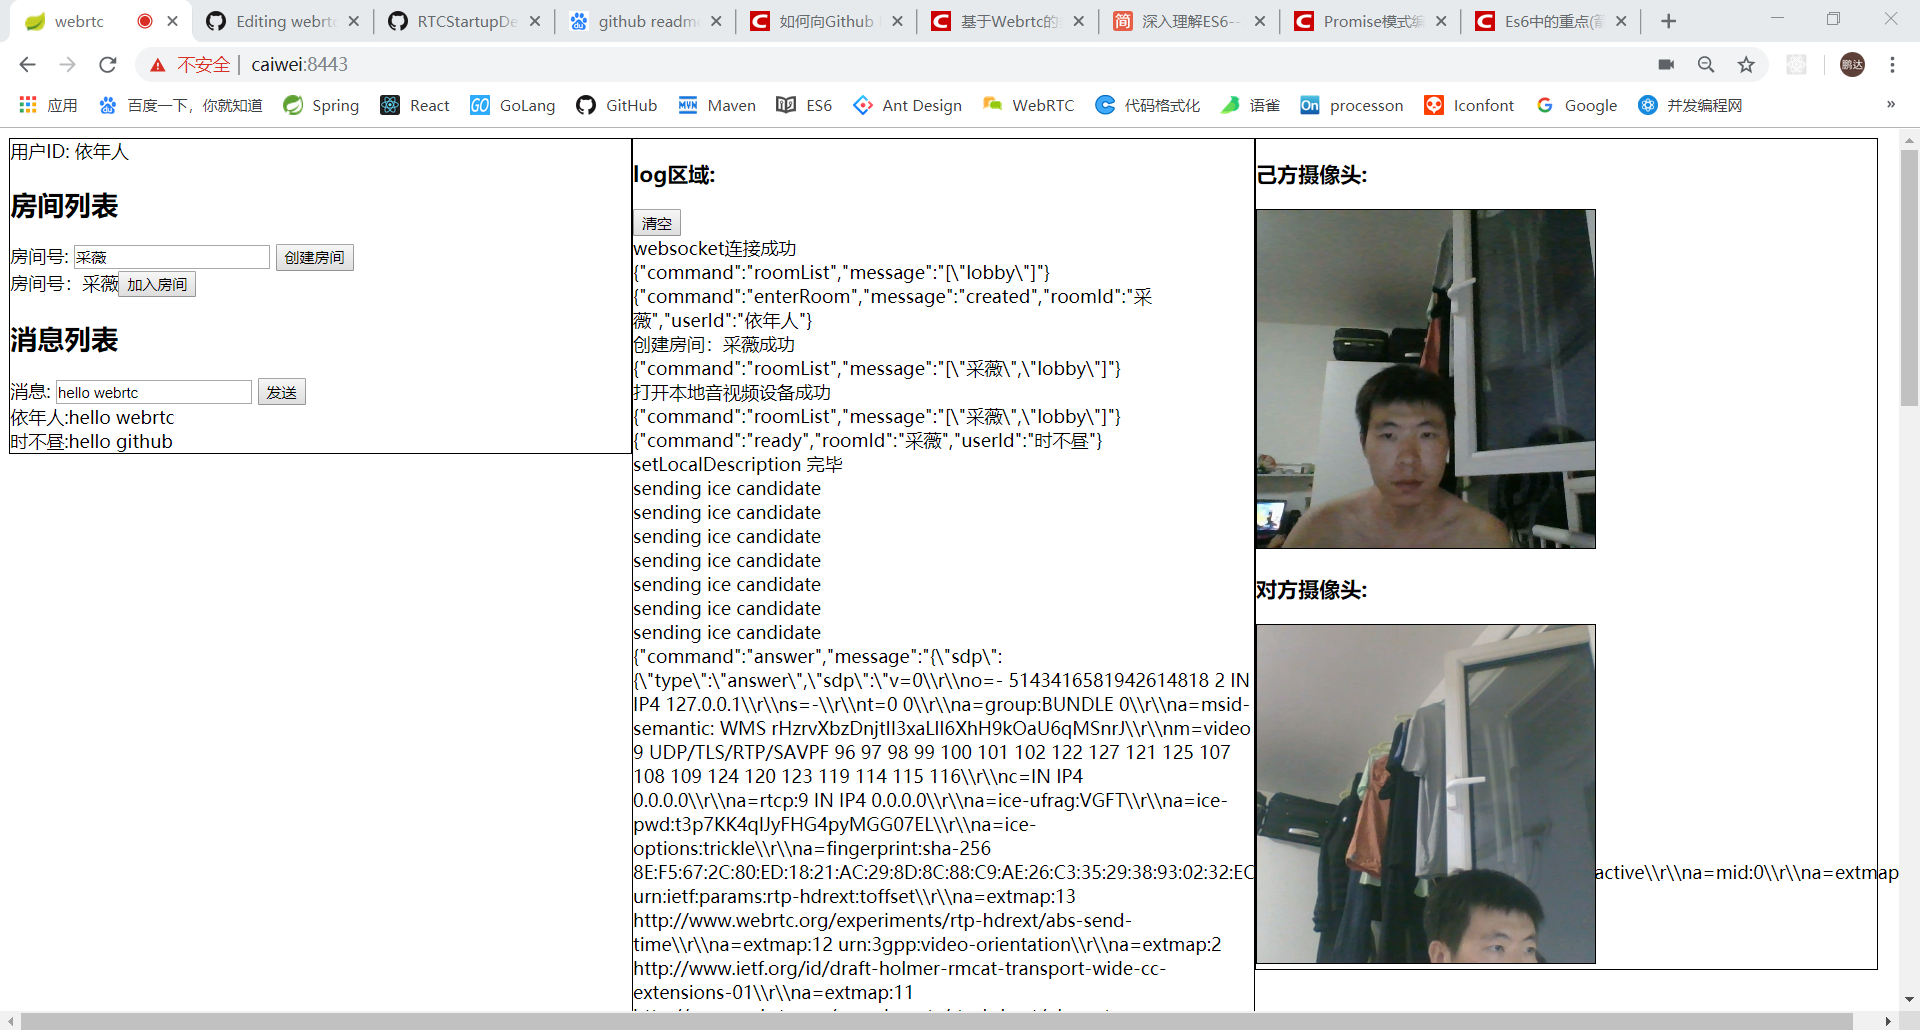 webrtc
Editing webrtc
RTCStartupDe
github readm
如何向Github
基于Webrtc的
深入理解ES6--
Promise模式编
Es6中的重点(箭
不安全 | caiwei:8443
鹏达
应用
百度一下，你就知道
Spring
React
GoLang
GitHub
Maven
ES6
Ant Design
WebRTC
代码格式化
语雀
processon
Iconfont
Google
并发编程网
»
用户ID: 依年人
房间列表
房间号: 采薇 创建房间
房间号：采薇 加入房间
消息列表
消息: hello webrtc 发送
依年人:hello webrtc
时不昼:hello github
log区域:
清空
websocket连接成功
{"command":"roomList","message":"[\"lobby\"]"}
{"command":"enterRoom","message":"created","roomId":"采
薇","userId":"依年人"}
创建房间：采薇成功
{"command":"roomList","message":"[\"采薇\",\"lobby\"]"}
打开本地音视频设备成功
{"command":"roomList","message":"[\"采薇\",\"lobby\"]"}
{"command":"ready","roomId":"采薇","userId":"时不昼"}
setLocalDescription 完毕
sending ice candidate
sending ice candidate
sending ice candidate
sending ice candidate
sending ice candidate
sending ice candidate
sending ice candidate
{"command":"answer","message":"{\"sdp\":
{\"type\":\"answer\",\"sdp\":\"v=0\\r\\no=- 5143416581942614818 2 IN
IP4 127.0.0.1\\r\\ns=-\\r\\nt=0 0\\r\\na=group:BUNDLE 0\\r\\na=msid-
semantic: WMS rHzrvXbzDnjtlI3xaLIl6XhH9kOaU6qMSnrJ\\r\\nm=video
9 UDP/TLS/RTP/SAVPF 96 97 98 99 100 101 102 122 127 121 125 107
108 109 124 120 123 119 114 115 116\\r\\nc=IN IP4
0.0.0.0\\r\\na=rtcp:9 IN IP4 0.0.0.0\\r\\na=ice-ufrag:VGFT\\r\\na=ice-
pwd:t3p7KK4qIJyFHG4pyMGG07EL\\r\\na=ice-
options:trickle\\r\\na=fingerprint:sha-256
8E:F5:67:2C:80:ED:18:21:AC:29:8D:8C:88:C9:AE:26:C3:35:29:38:93:02:32:EC
active\\r\\na=mid:0\\r\\na=extmap
urn:ietf:params:rtp-hdrext:toffset\\r\\na=extmap:13
http://www.webrtc.org/experiments/rtp-hdrext/abs-send-
time\\r\\na=extmap:12 urn:3gpp:video-orientation\\r\\na=extmap:2
http://www.ietf.org/id/draft-holmer-rmcat-transport-wide-cc-
extensions-01\\r\\na=extmap:11
己方摄像头:
对方摄像头: